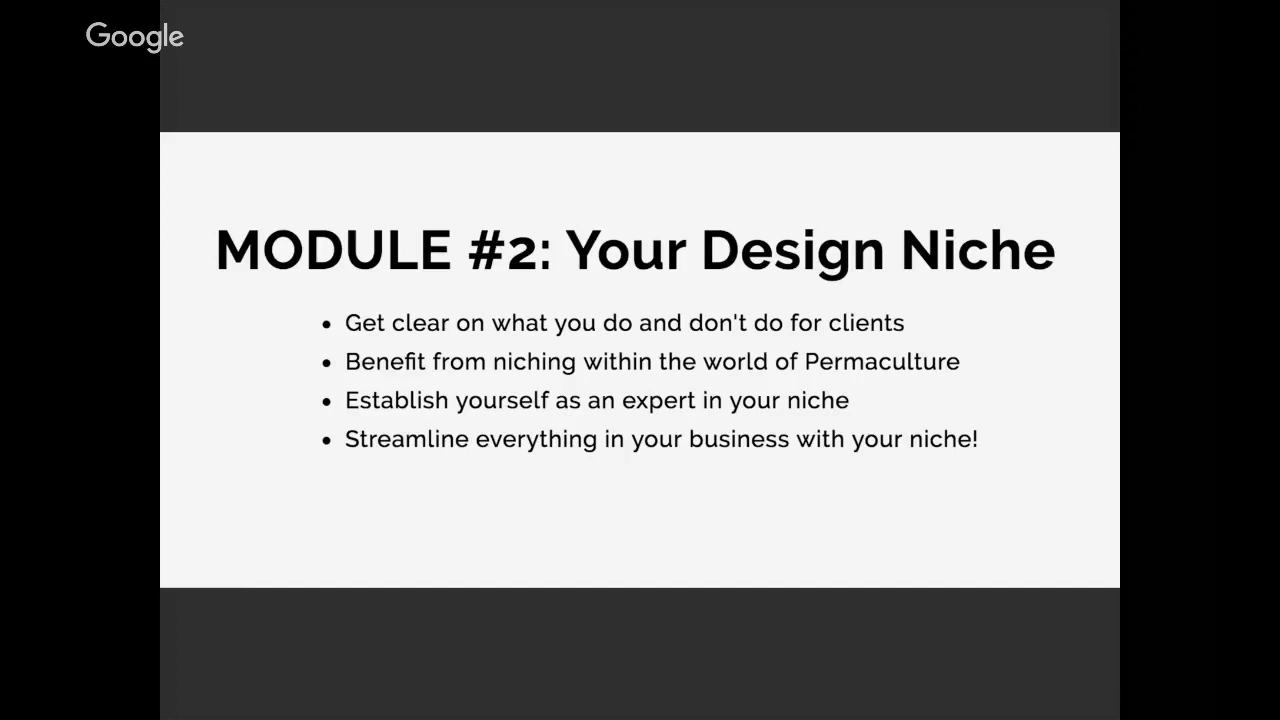 Google
MODULE #2: Your Design Niche
• Get clear on what you do and don't do for clients
• Benefit from niching within the world of Permaculture
• Establish yourself as an expert in your niche
• Streamline everything in your business with your niche!